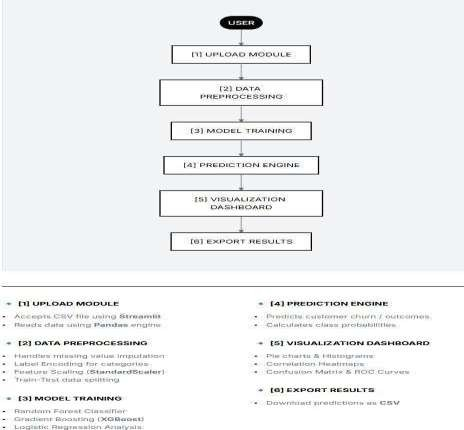 USER
[1] UPLOAD MODULE
[2] DATA
PREPROCESSING
[3] MODEL TRAINING
[4] PREDICTION ENGINE
[5] VISUALIZATION
DASHBOARD
[6] EXPORT RESULTS
[1] UPLOAD MODULE
• Accepts CSV file using Streamlit
• Reads data using Pandas engine
[2] DATA PREPROCESSING
• Handles missing value imputation
• Label Encoding for categories
• Feature Scaling (StandardScaler)
• Train-Test data splitting
[3] MODEL TRAINING
• Random Forest Classifier
• Gradient Boosting (XGBoost)
• Logistic Regression Analysis
[4] PREDICTION ENGINE
• Predicts customer churn / outcomes
• Calculates class probabilities
[5] VISUALIZATION DASHBOARD
• Pie charts & Histograms
• Correlation Heatmaps
• Confusion Matrix & ROC Curves
[6] EXPORT RESULTS
• Download predictions as CSV